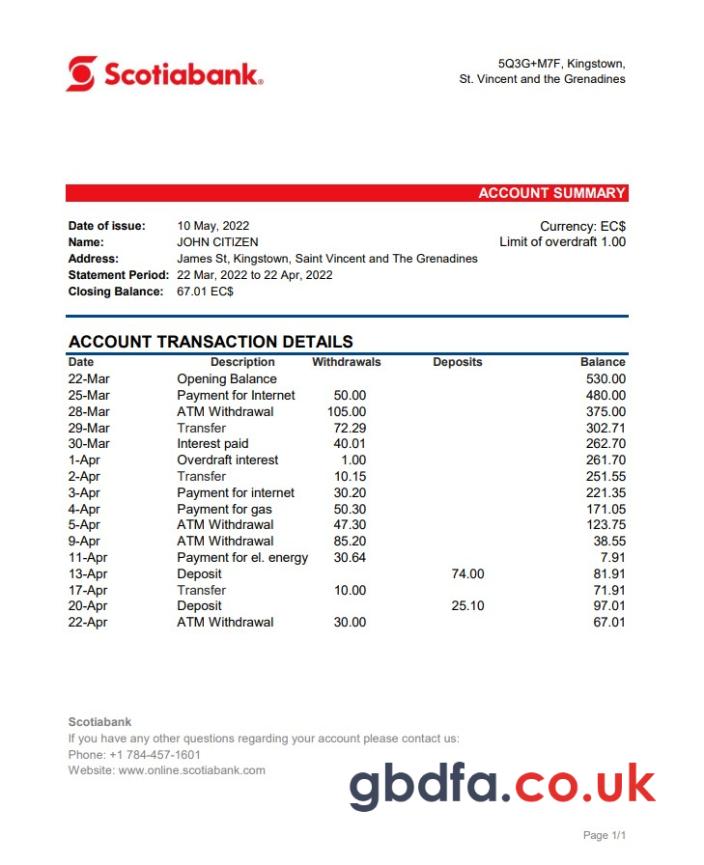 Scotiabank®
5Q3G+M7F, Kingstown,
St. Vincent and the Grenadines
ACCOUNT SUMMARY
Date of issue: 10 May, 2022 Currency: EC$
Name: JOHN CITIZEN Limit of overdraft 1.00
Address: James St, Kingstown, Saint Vincent and The Grenadines
Statement Period: 22 Mar, 2022 to 22 Apr, 2022
Closing Balance: 67.01 EC$
ACCOUNT TRANSACTION DETAILS
Date Description Withdrawals Deposits Balance
22-Mar Opening Balance 530.00
25-Mar Payment for Internet 50.00 480.00
28-Mar ATM Withdrawal 105.00 375.00
29-Mar Transfer 72.29 302.71
30-Mar Interest paid 40.01 262.70
1-Apr Overdraft interest 1.00 261.70
2-Apr Transfer 10.15 251.55
3-Apr Payment for internet 30.20 221.35
4-Apr Payment for gas 50.30 171.05
5-Apr ATM Withdrawal 47.30 123.75
9-Apr ATM Withdrawal 85.20 38.55
11-Apr Payment for el. energy 30.64 7.91
13-Apr Deposit 74.00 81.91
17-Apr Transfer 10.00 71.91
20-Apr Deposit 25.10 97.01
22-Apr ATM Withdrawal 30.00 67.01
Scotiabank
If you have any other questions regarding your account please contact us:
Phone: +1 784-457-1601
Website: www.online.scotiabank.com
gbdfa.co.uk
Page 1/1